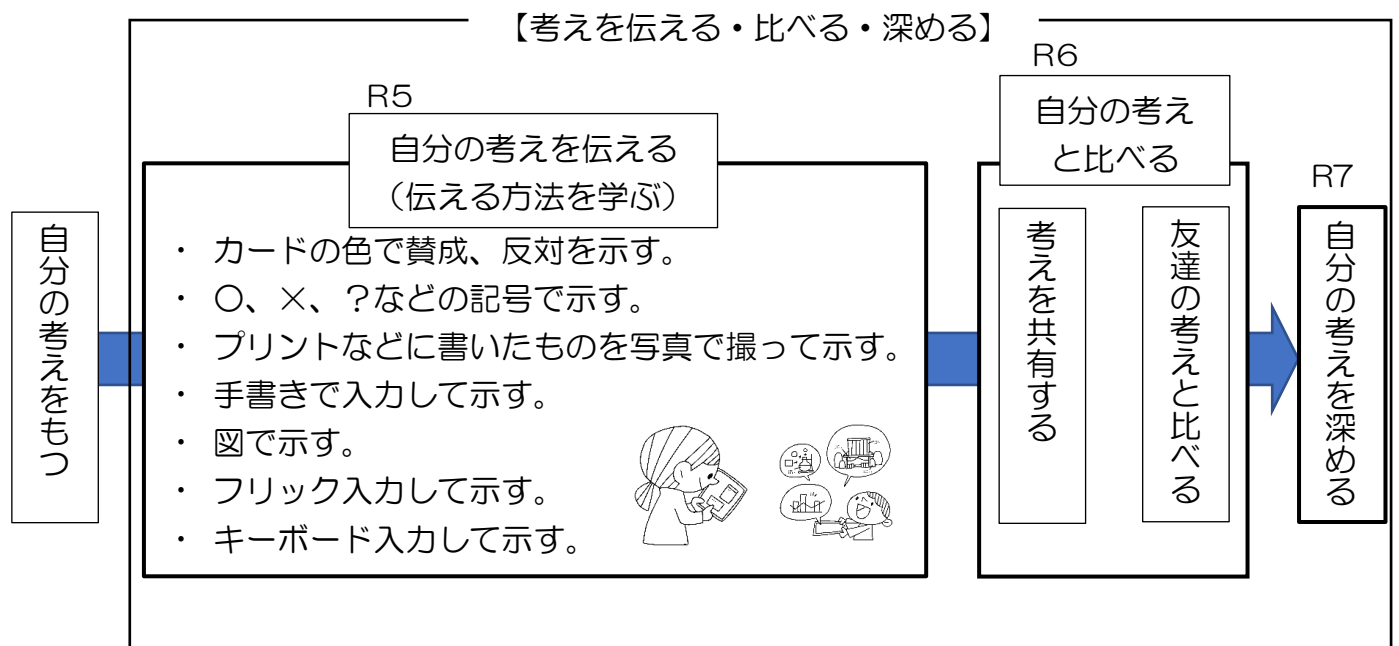 【考えを伝える・比べる・深める】
自分の考えをもつ
R5
自分の考えを伝える
（伝える方法を学ぶ）
・ カードの色で賛成、反対を示す。
・ 〇、×、？などの記号で示す。
・ プリントなどに書いたものを写真で撮って示す。
・ 手書きで入力して示す。
・ 図で示す。
・ フリック入力して示す。
・ キーボード入力して示す。
R6
自分の考え
と比べる
考えを共有する
友達の考えと比べる
R7
自分の考えを深める